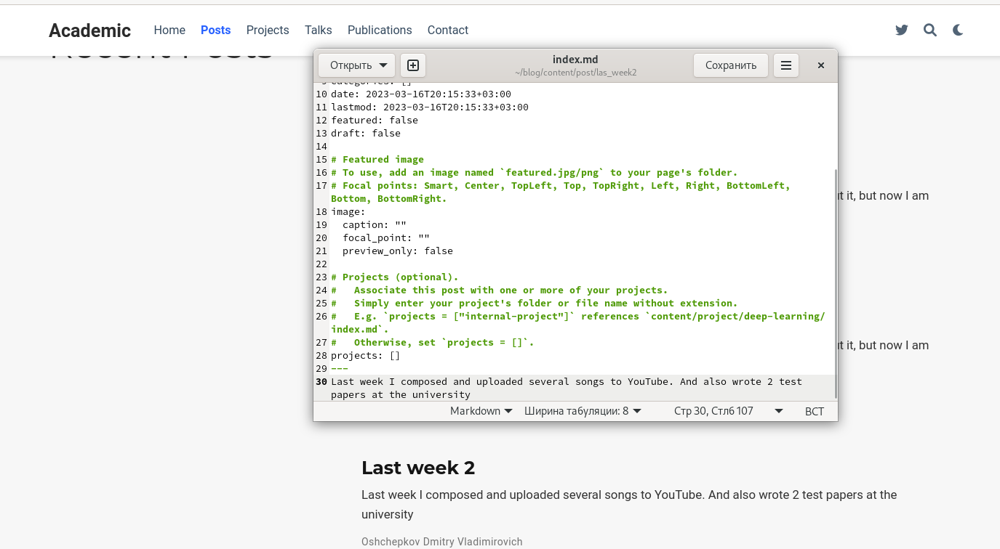 Academic Home Posts Projects Talks Publications Contact
Recent Posts
Открыть index.md Сохранить
~/blog/content/post/las_week2
9 categories: []
10 date: 2023-03-16T20:15:33+03:00
11 lastmod: 2023-03-16T20:15:33+03:00
12 featured: false
13 draft: false
14
15 # Featured image
16 # To use, add an image named `featured.jpg/png` to your page's folder.
17 # Focal points: Smart, Center, TopLeft, Top, TopRight, Left, Right, BottomLeft,
Bottom, BottomRight.
18 image:
19   caption: ""
20   focal_point: ""
21   preview_only: false
22
23 # Projects (optional).
24 #   Associate this post with one or more of your projects.
25 #   Simply enter your project's folder or file name without extension.
26 #   E.g. `projects = ["internal-project"]` references `content/project/deep-learning/
index.md`.
27 #   Otherwise, set `projects = []`.
28 projects: []
29 ---
30 Last week I composed and uploaded several songs to YouTube. And also wrote 2 test
papers at the university
Markdown Ширина табуляции: 8 Стр 30, Стлб 107 ВСТ
it, but now I am
it, but now I am
Last week 2
Last week I composed and uploaded several songs to YouTube. And also wrote 2 test papers at the
university
Oshchepkov Dmitry Vladimirovich